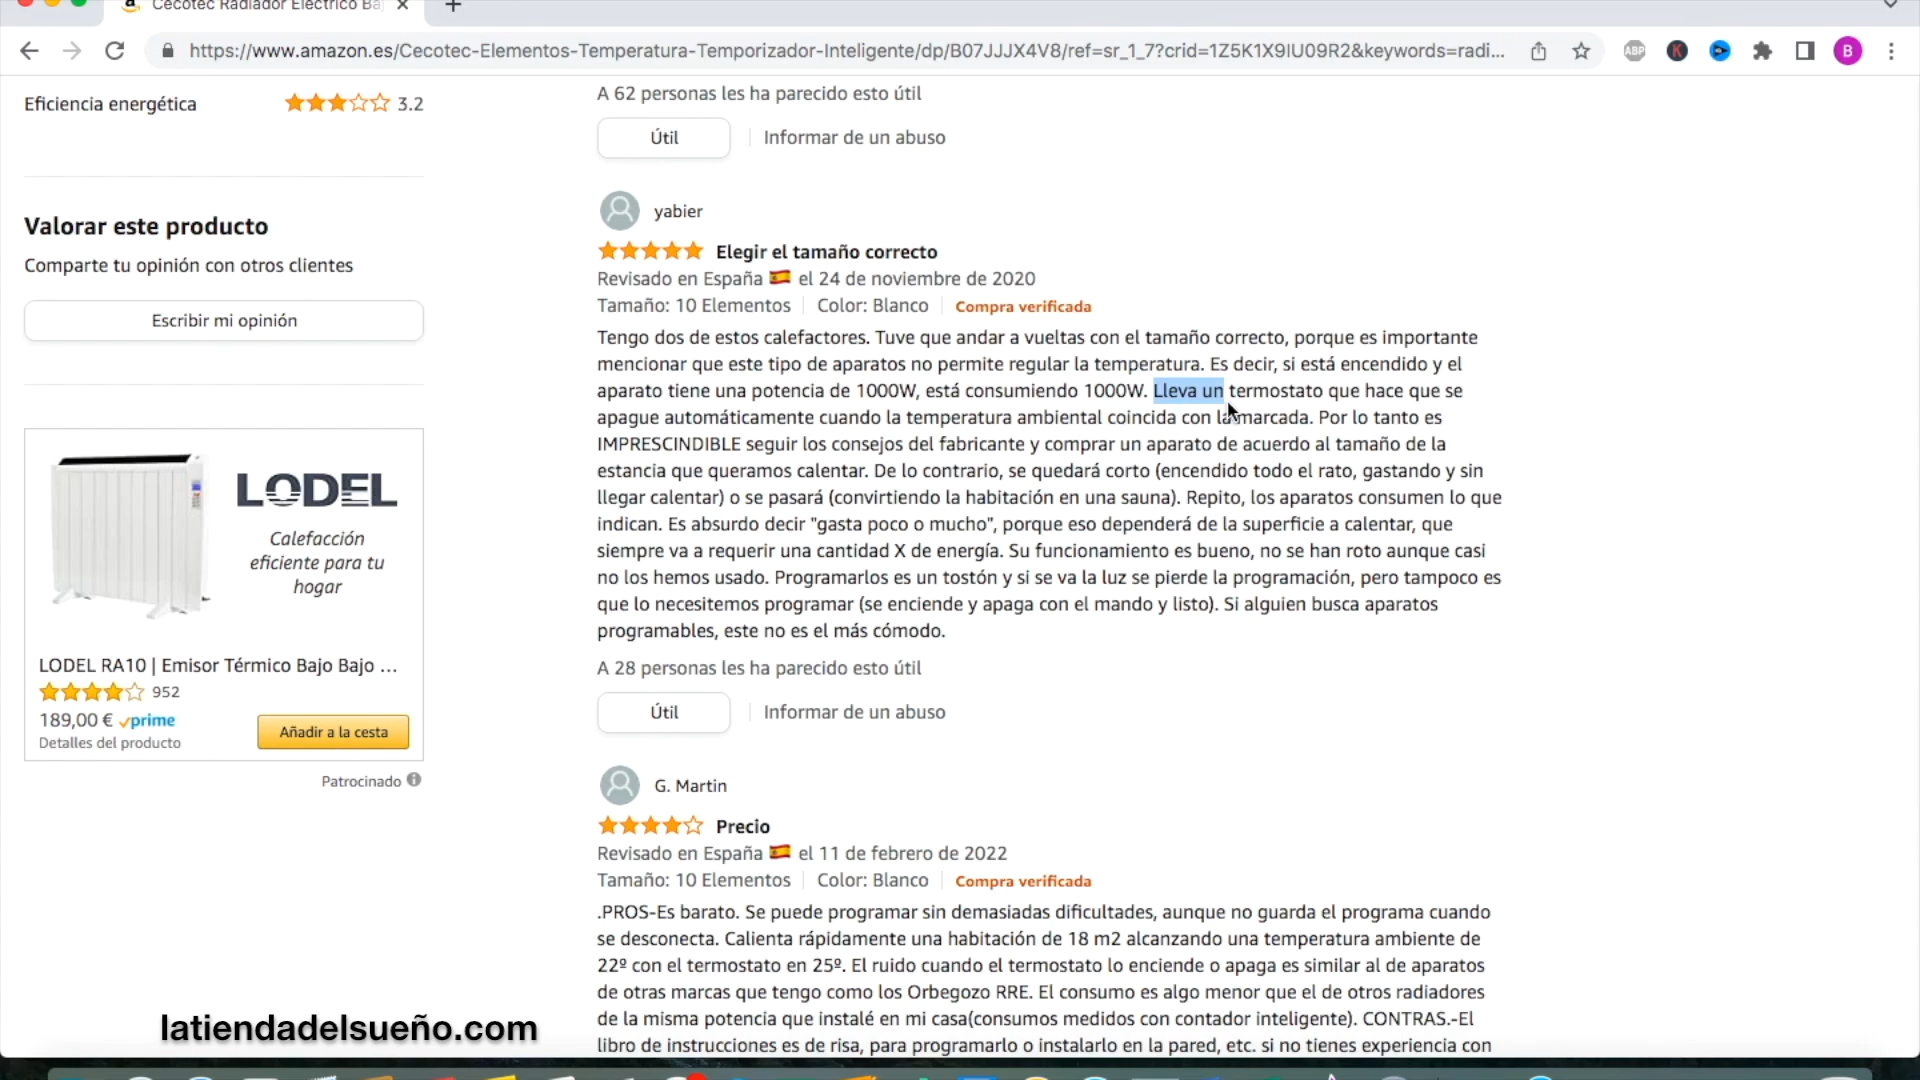 Cecotec Radiador Eléctrico Ba
https://www.amazon.es/Cecotec-Elementos-Temperatura-Temporizador-Inteligente/dp/B07JJJX4V8/ref=sr_1_7?crid=1Z5K1X9IU09R2&keywords=radi...
ABP
K
B
Eficiencia energética 3.2
Valorar este producto
Comparte tu opinión con otros clientes
Escribir mi opinión
LODEL
Calefacción
eficiente para tu
hogar
LODEL RA10 | Emisor Térmico Bajo Bajo ...
952
189,00 € prime
Detalles del producto
Añadir a la cesta
Patrocinado
A 62 personas les ha parecido esto útil
Útil Informar de un abuso
yabier
Elegir el tamaño correcto
Revisado en España el 24 de noviembre de 2020
Tamaño: 10 Elementos Color: Blanco Compra verificada
Tengo dos de estos calefactores. Tuve que andar a vueltas con el tamaño correcto, porque es importante
mencionar que este tipo de aparatos no permite regular la temperatura. Es decir, si está encendido y el
aparato tiene una potencia de 1000W, está consumiendo 1000W. Lleva un termostato que hace que se
apague automáticamente cuando la temperatura ambiental coincida con la marcada. Por lo tanto es
IMPRESCINDIBLE seguir los consejos del fabricante y comprar un aparato de acuerdo al tamaño de la
estancia que queramos calentar. De lo contrario, se quedará corto (encendido todo el rato, gastando y sin
llegar calentar) o se pasará (convirtiendo la habitación en una sauna). Repito, los aparatos consumen lo que
indican. Es absurdo decir "gasta poco o mucho", porque eso dependerá de la superficie a calentar, que
siempre va a requerir una cantidad X de energía. Su funcionamiento es bueno, no se han roto aunque casi
no los hemos usado. Programarlos es un tostón y si se va la luz se pierde la programación, pero tampoco es
que lo necesitemos programar (se enciende y apaga con el mando y listo). Si alguien busca aparatos
programables, este no es el más cómodo.
A 28 personas les ha parecido esto útil
Útil Informar de un abuso
G. Martin
Precio
Revisado en España el 11 de febrero de 2022
Tamaño: 10 Elementos Color: Blanco Compra verificada
.PROS-Es barato. Se puede programar sin demasiadas dificultades, aunque no guarda el programa cuando
se desconecta. Calienta rápidamente una habitación de 18 m2 alcanzando una temperatura ambiente de
22º con el termostato en 25º. El ruido cuando el termostato lo enciende o apaga es similar al de aparatos
de otras marcas que tengo como los Orbegozo RRE. El consumo es algo menor que el de otros radiadores
de la misma potencia que instalé en mi casa(consumos medidos con contador inteligente). CONTRAS.-El
libro de instrucciones es de risa, para programarlo o instalarlo en la pared, etc. si no tienes experiencia con
latiendadelsueño.com